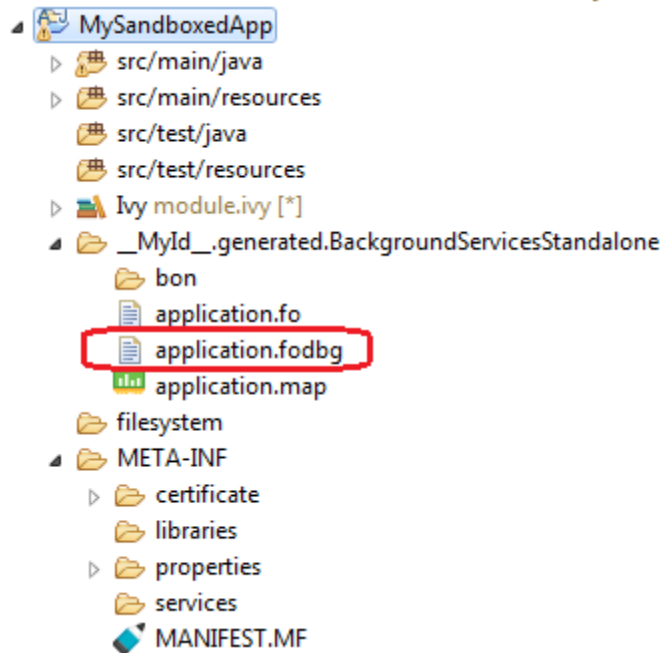 MySandboxedApp
src/main/java
src/main/resources
src/test/java
src/test/resources
Ivy module.ivy [*]
__MyId__.generated.BackgroundServicesStandalone
bon
application.fo
application.fodbg
application.map
filesystem
META-INF
certificate
libraries
properties
services
MANIFEST.MF